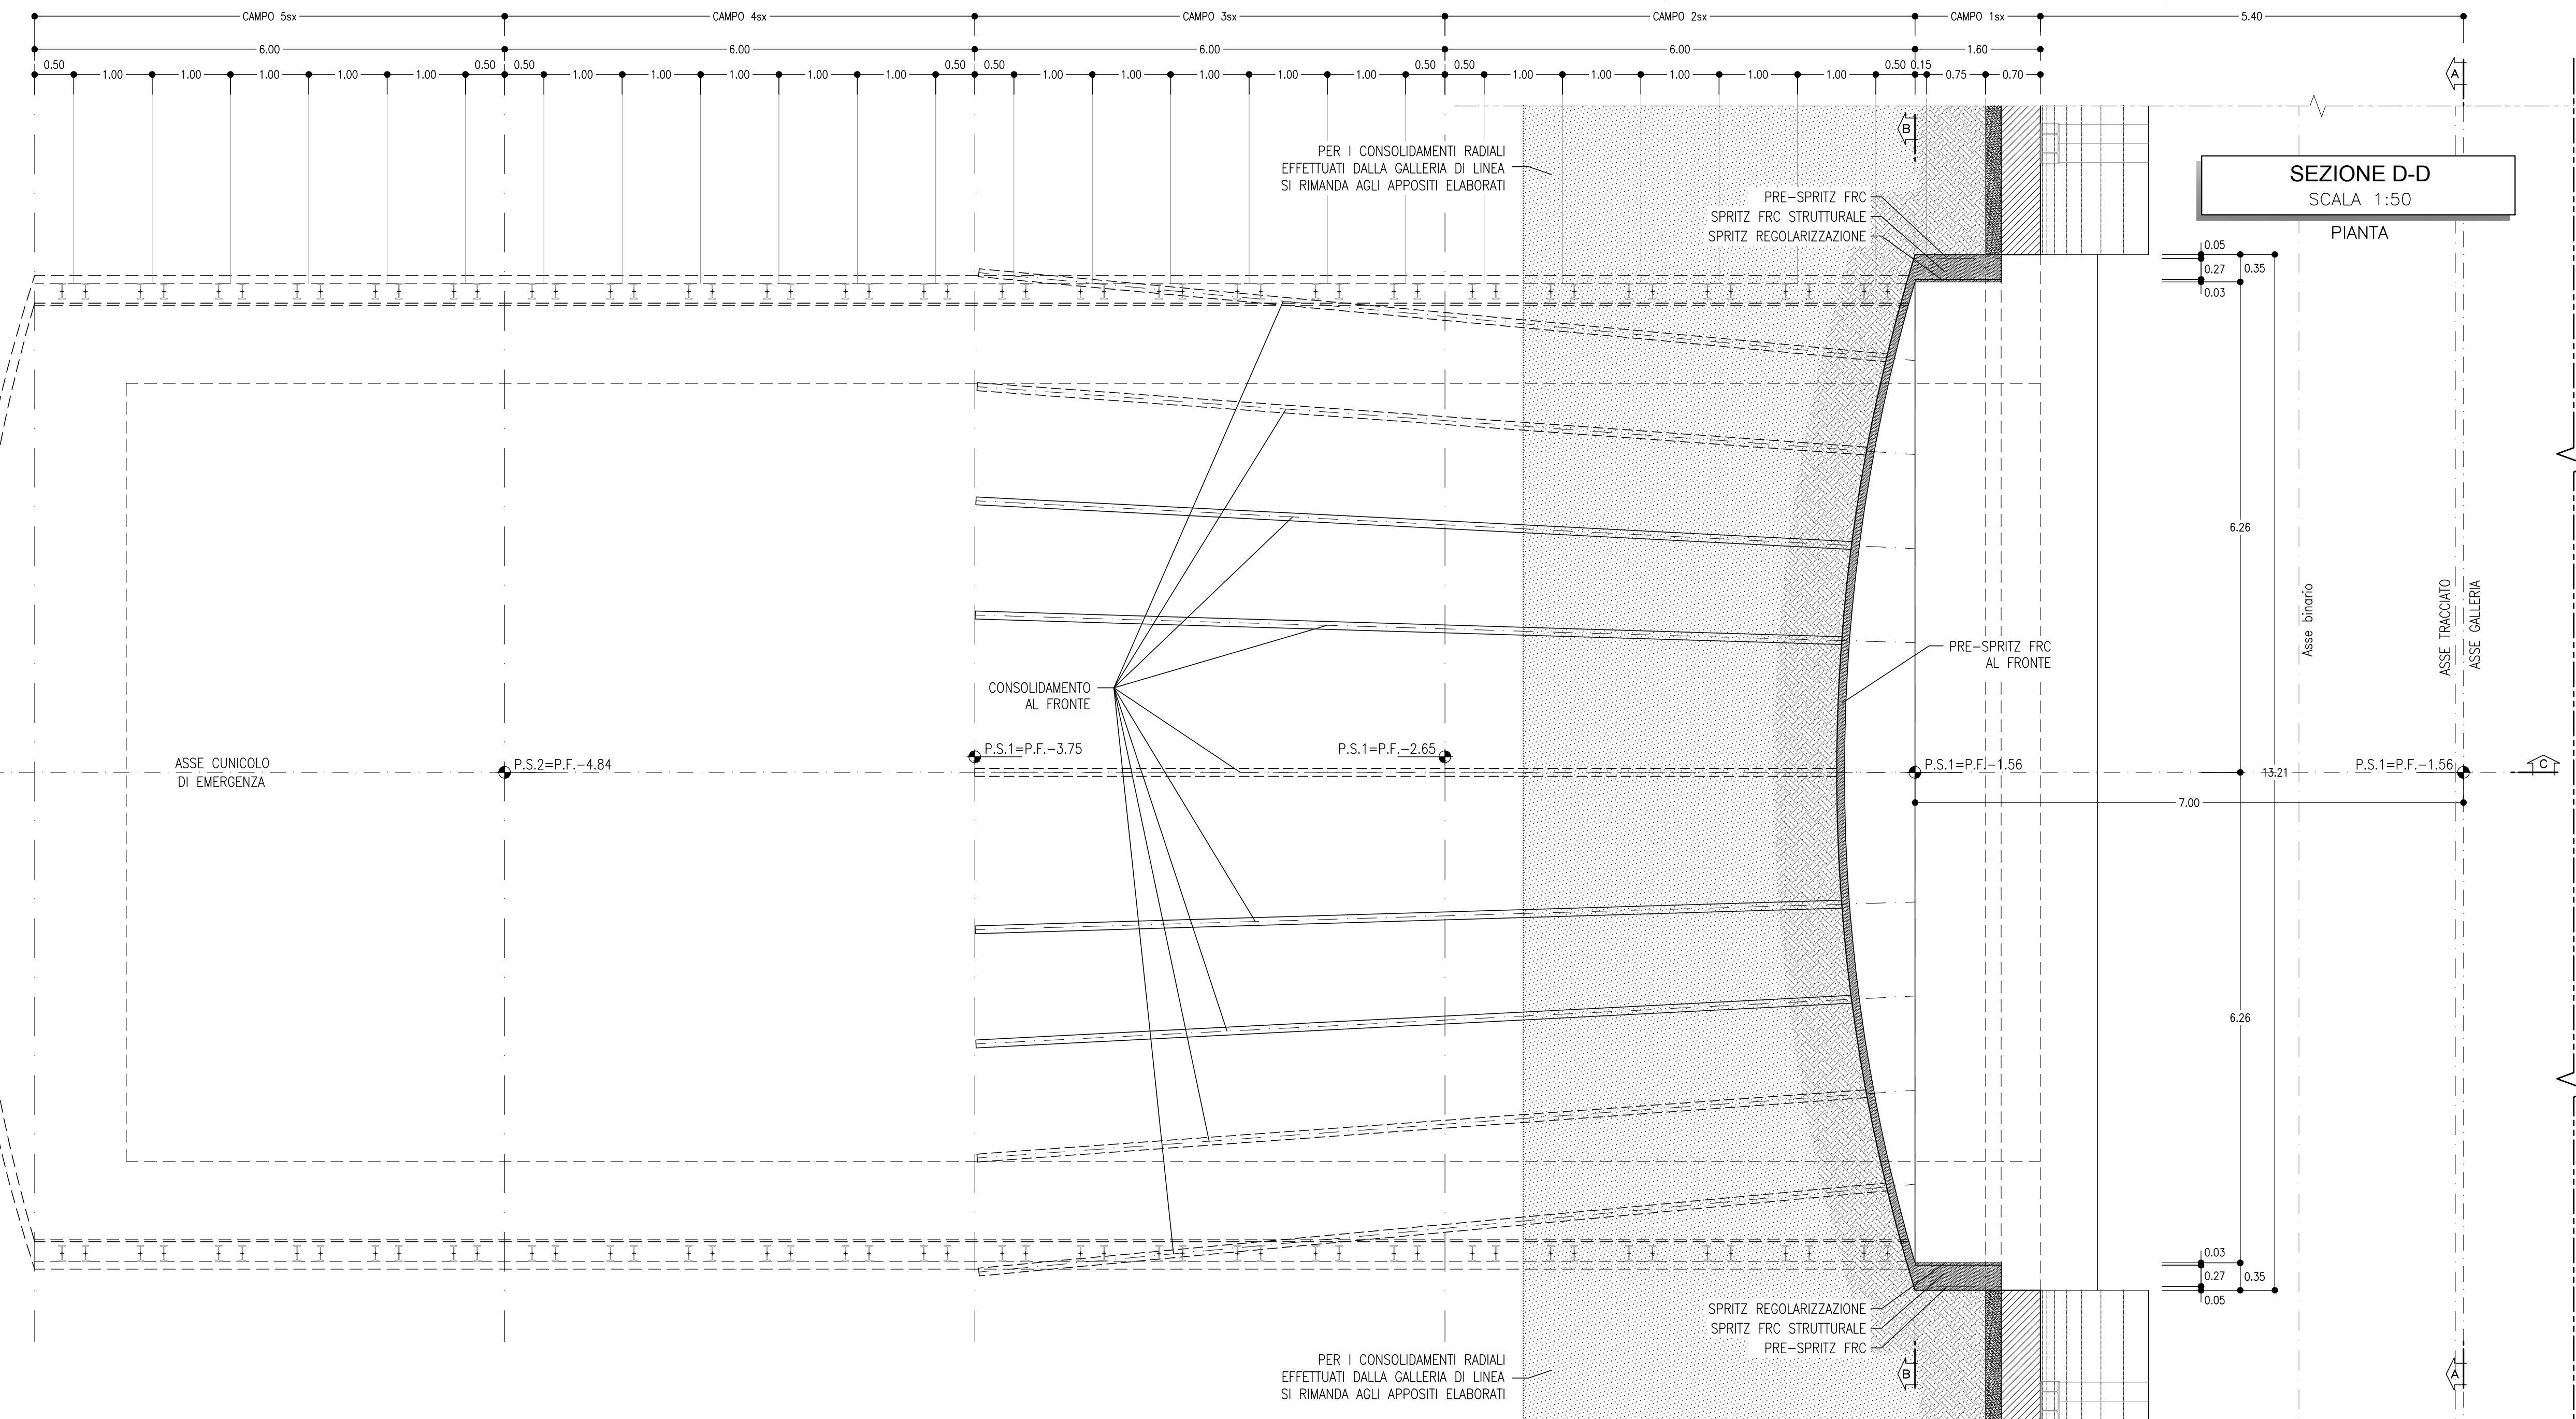 CAMPO 5sx
CAMPO 4sx
CAMPO 3sx
CAMPO 2sx
CAMPO 1sx
5.40
6.00
6.00
6.00
6.00
1.60
0.50
1.00
1.00
1.00
1.00
1.00
0.50
0.50
1.00
1.00
1.00
1.00
1.00
0.50
0.50
1.00
1.00
1.00
1.00
1.00
0.50
0.50
1.00
1.00
1.00
1.00
1.00
0.50
0.15
0.75
0.70
A
B
PER I CONSOLIDAMENTI RADIALI
EFFETTUATI DALLA GALLERIA DI LINEA
SI RIMANDA AGLI APPOSITI ELABORATI
SEZIONE D-D
SCALA 1:50
PIANTA
PRE-SPRITZ FRC
SPRITZ FRC STRUTTURALE
SPRITZ REGOLARIZZAZIONE
0.05
0.27
0.03
0.35
6.26
Asse binario
ASSE TRACCIATO
ASSE GALLERIA
PRE-SPRITZ FRC
AL FRONTE
CONSOLIDAMENTO
AL FRONTE
ASSE CUNICOLO
DI EMERGENZA
P.S.2=P.F.-4.84
P.S.1=P.F.-3.75
P.S.1=P.F.-2.65
P.S.1=P.F.-1.56
13.21
P.S.1=P.F.-1.56
C
7.00
6.26
0.03
0.27
0.05
0.35
SPRITZ REGOLARIZZAZIONE
SPRITZ FRC STRUTTURALE
PRE-SPRITZ FRC
PER I CONSOLIDAMENTI RADIALI
EFFETTUATI DALLA GALLERIA DI LINEA
SI RIMANDA AGLI APPOSITI ELABORATI
B
A